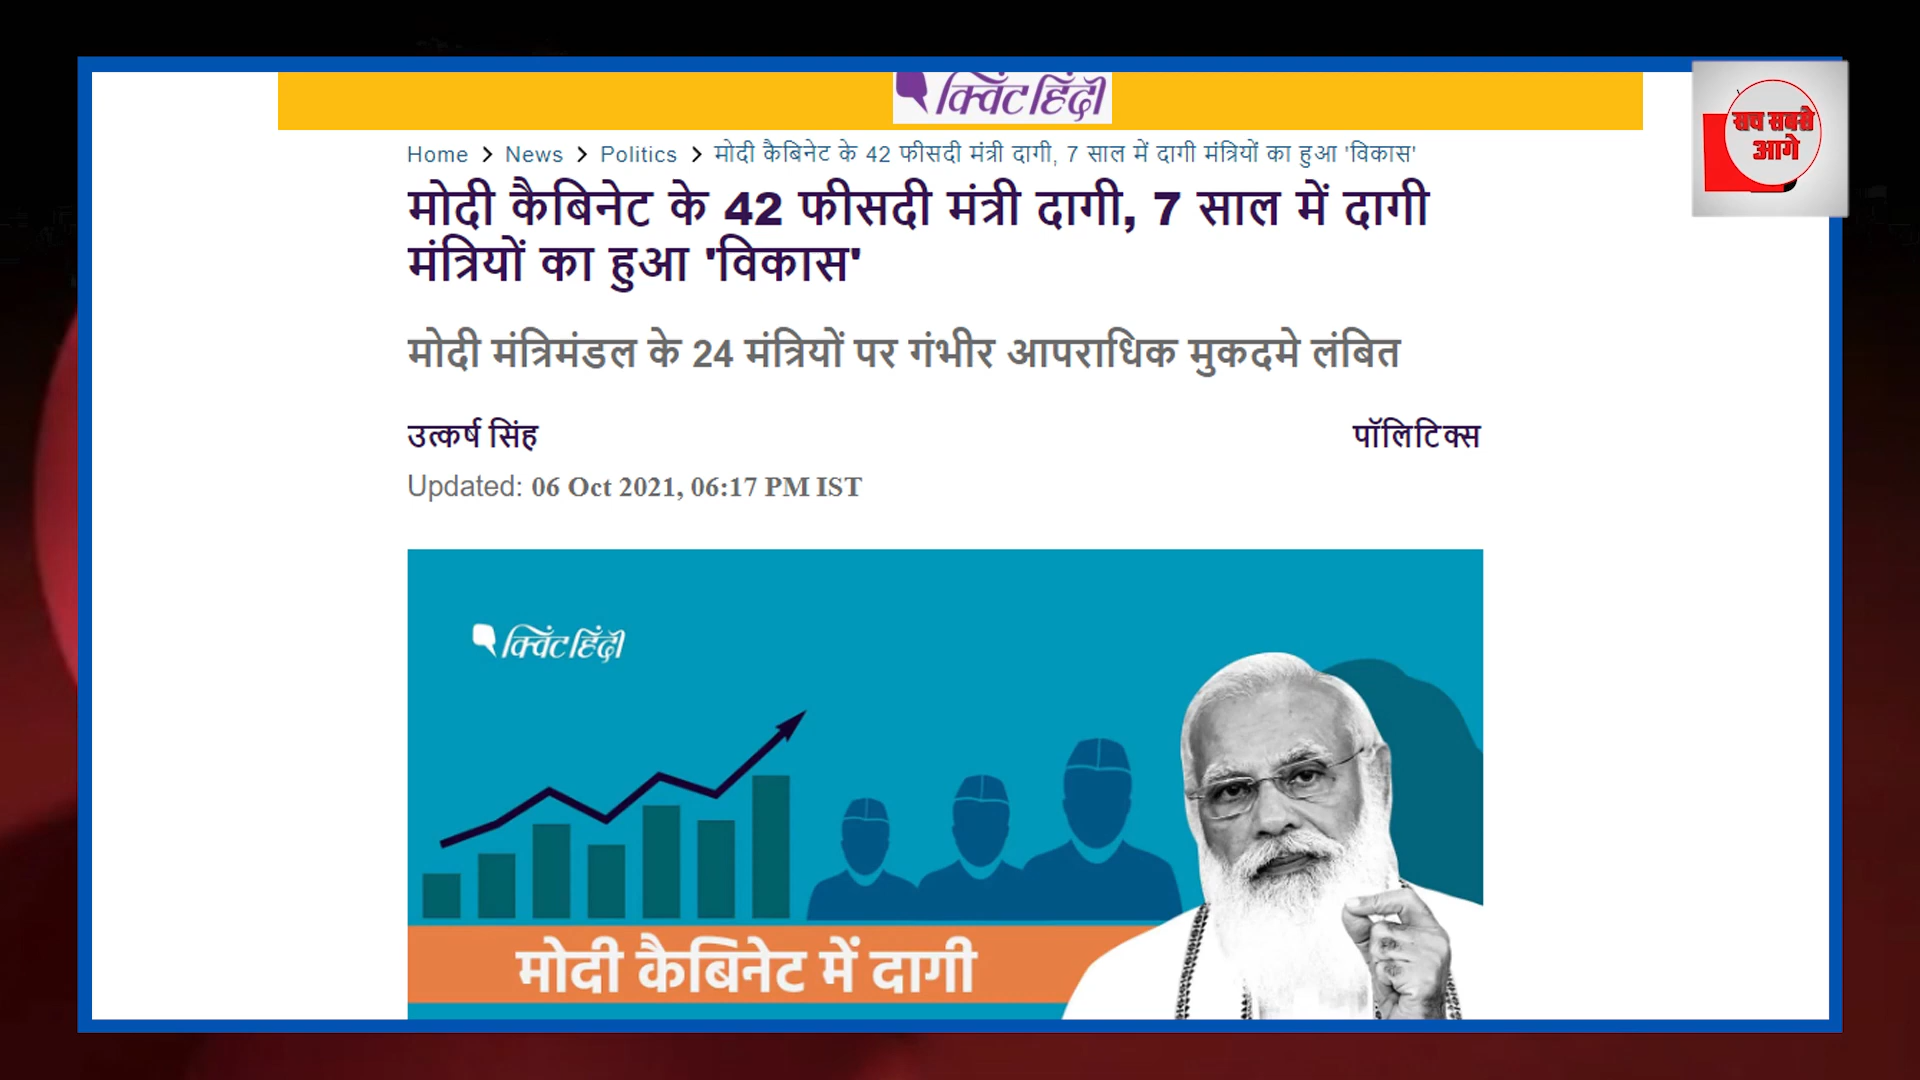 क्विंट हिंदी
सच सबसे
आगे
Home > News > Politics > मोदी कैबिनेट के 42 फीसदी मंत्री दागी, 7 साल में दागी मंत्रियों का हुआ 'विकास'
मोदी कैबिनेट के 42 फीसदी मंत्री दागी, 7 साल में दागी
मंत्रियों का हुआ 'विकास'
मोदी मंत्रिमंडल के 24 मंत्रियों पर गंभीर आपराधिक मुकदमे लंबित
उत्कर्ष सिंह
पॉलिटिक्स
Updated: 06 Oct 2021, 06:17 PM IST
क्विंट हिंदी
मोदी कैबिनेट में दागी